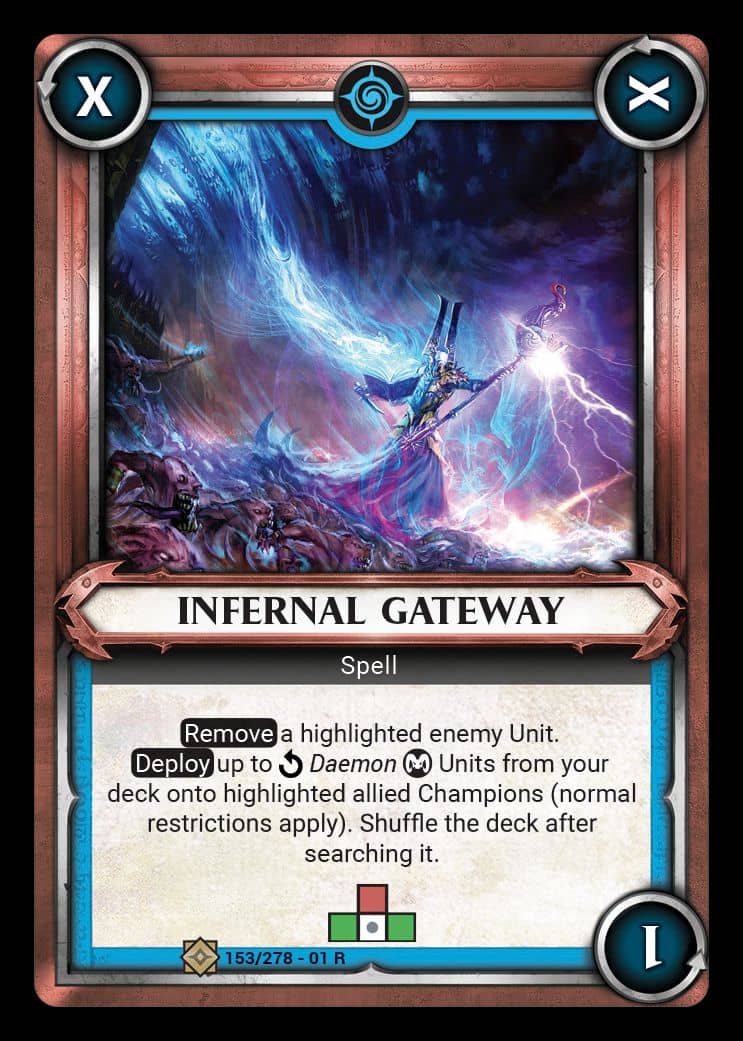 X
X
INFERNAL GATEWAY
Spell
Remove a highlighted enemy Unit.
Deploy up to Daemon Units from your
deck onto highlighted allied Champions (normal
restrictions apply). Shuffle the deck after
searching it.
1
153/278 - 01 R